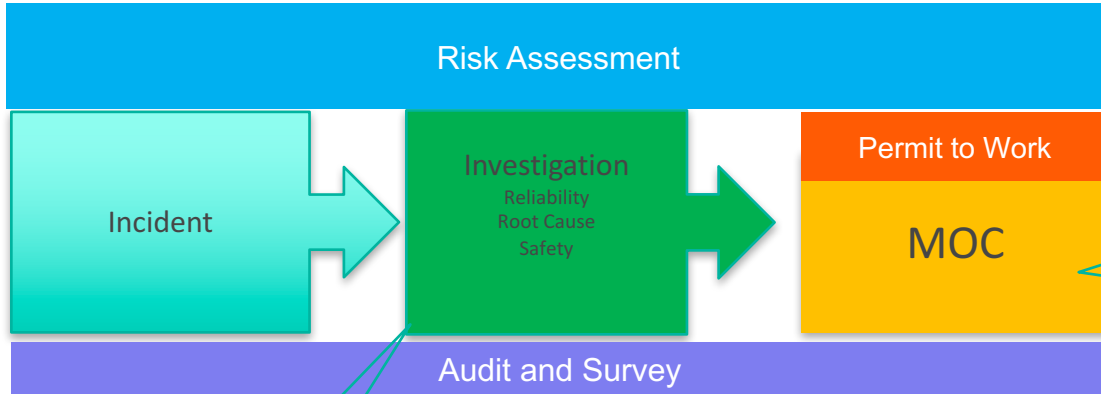 Risk Assessment
Incident
Investigation
Reliability
Root Cause
Safety
Permit to Work
MOC
Audit and Survey